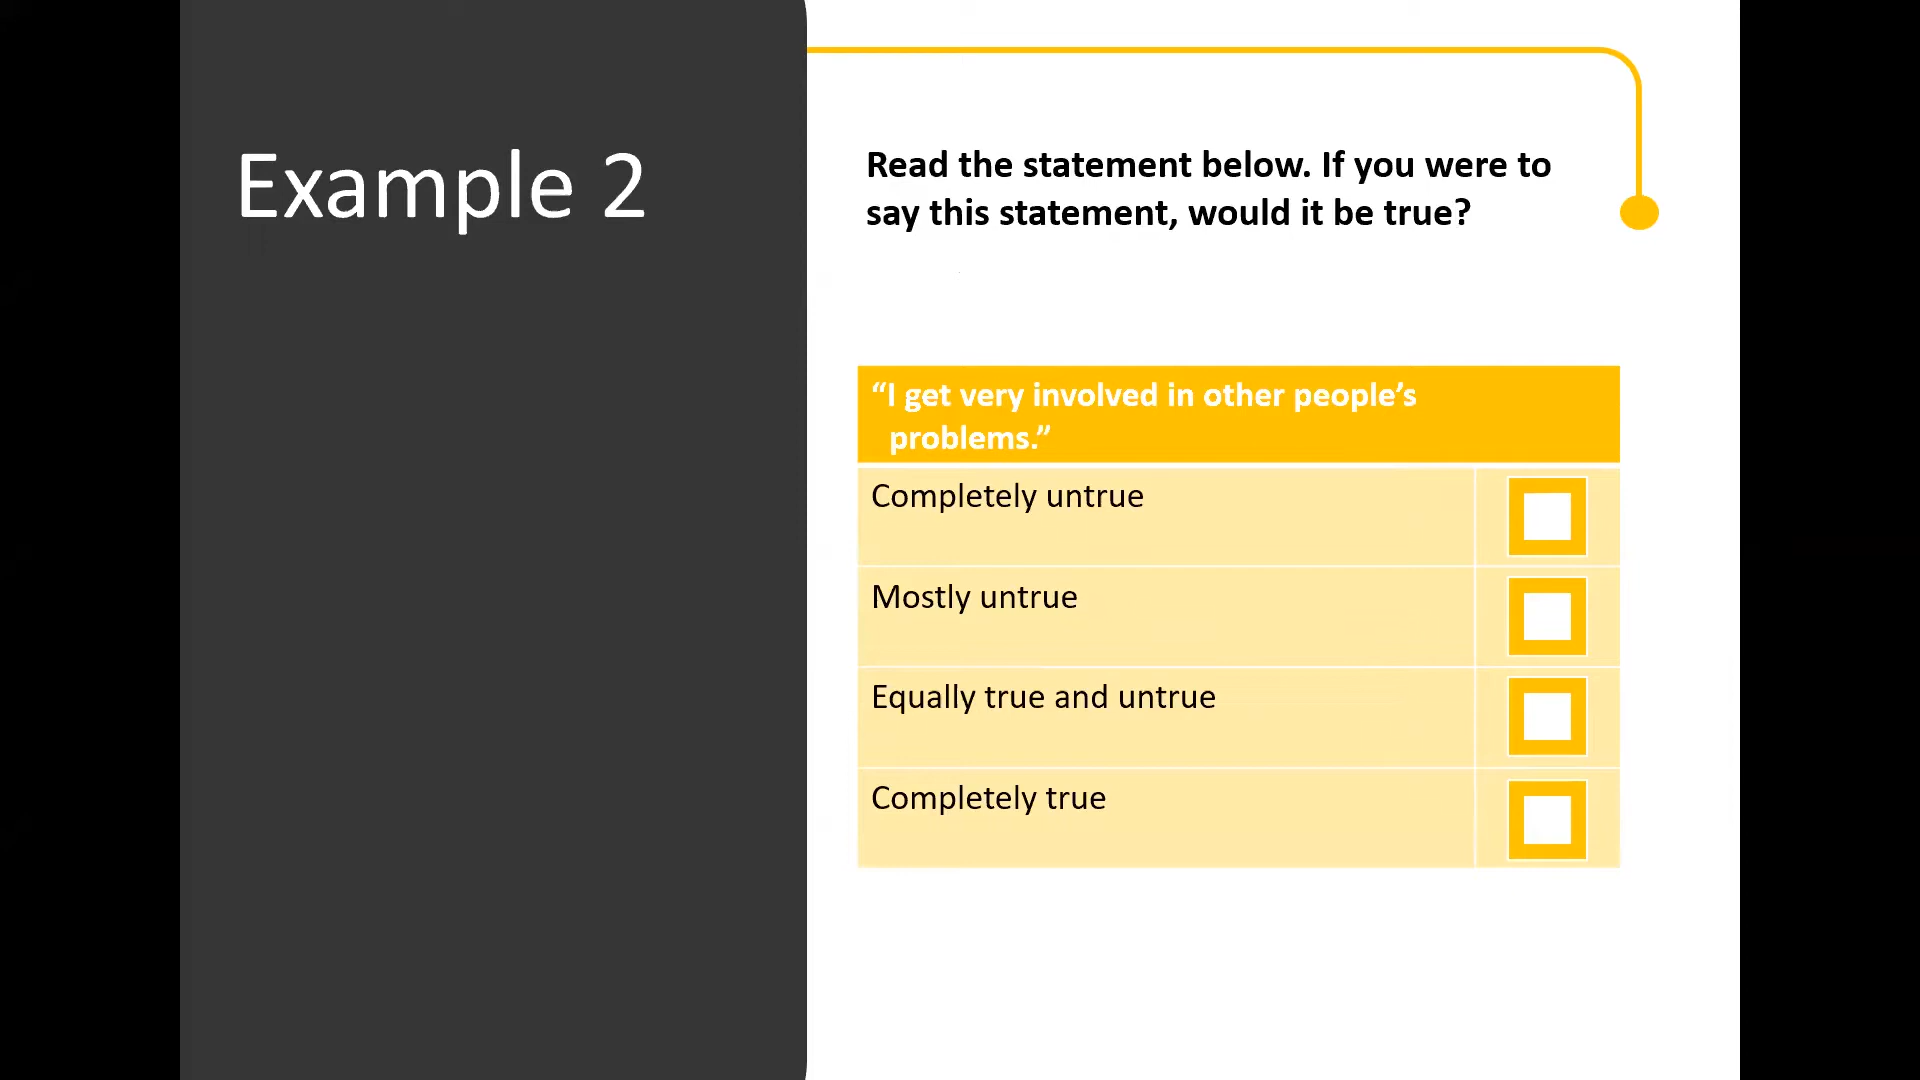 Example 2
Read the statement below. If you were to
say this statement, would it be true?
“I get very involved in other people’s
problems.”
Completely untrue
Mostly untrue
Equally true and untrue
Completely true